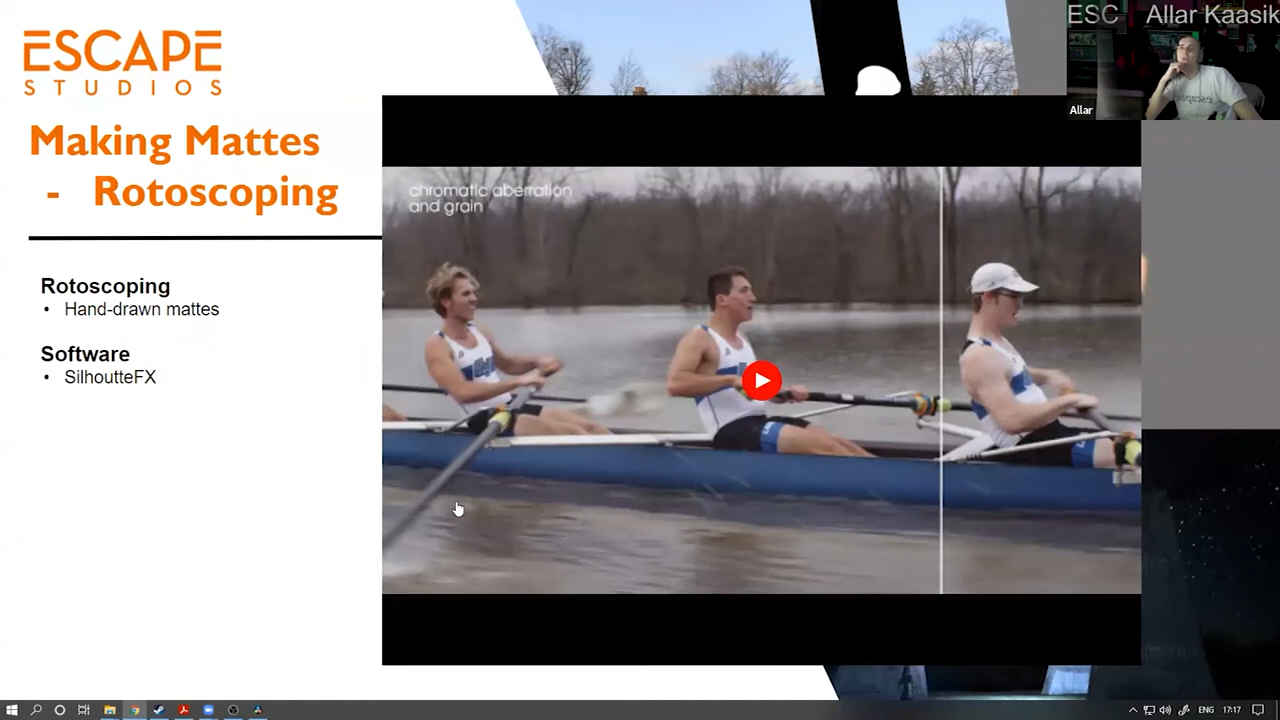 ESCAPE
STUDIOS
Making Mattes
- Rotoscoping
Rotoscoping
• Hand-drawn mattes
Software
• SilhoutteFX
chromatic aberration
and grain
ESC Allar Kaasik
Allar
ENG 17:17